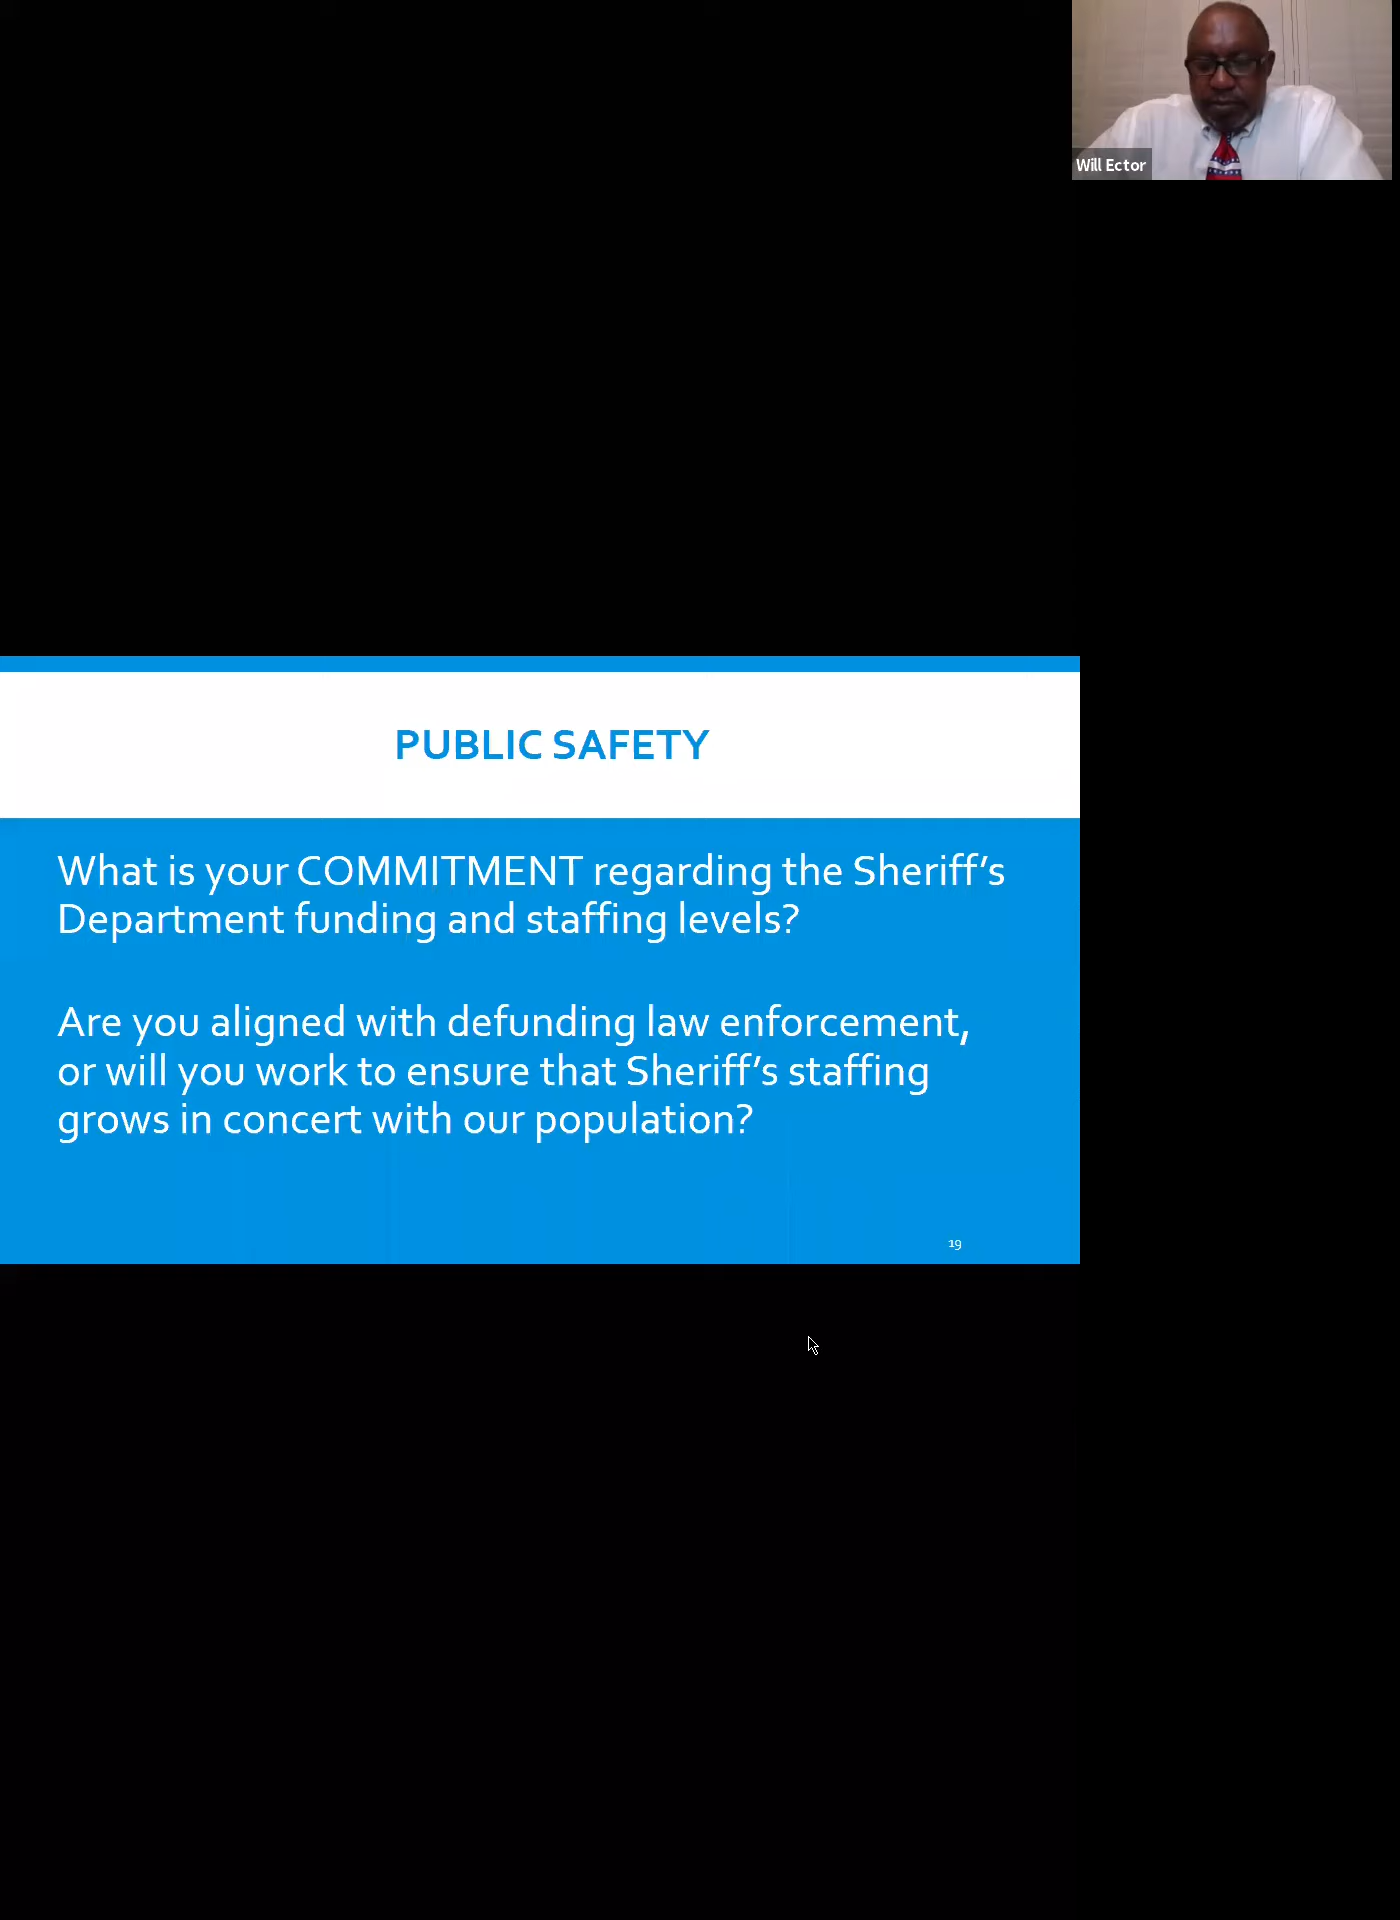 Will Ector
PUBLIC SAFETY
What is your COMMITMENT regarding the Sheriff's
Department funding and staffing levels?
Are you aligned with defunding law enforcement,
or will you work to ensure that Sheriff's staffing
grows in concert with our population?
19